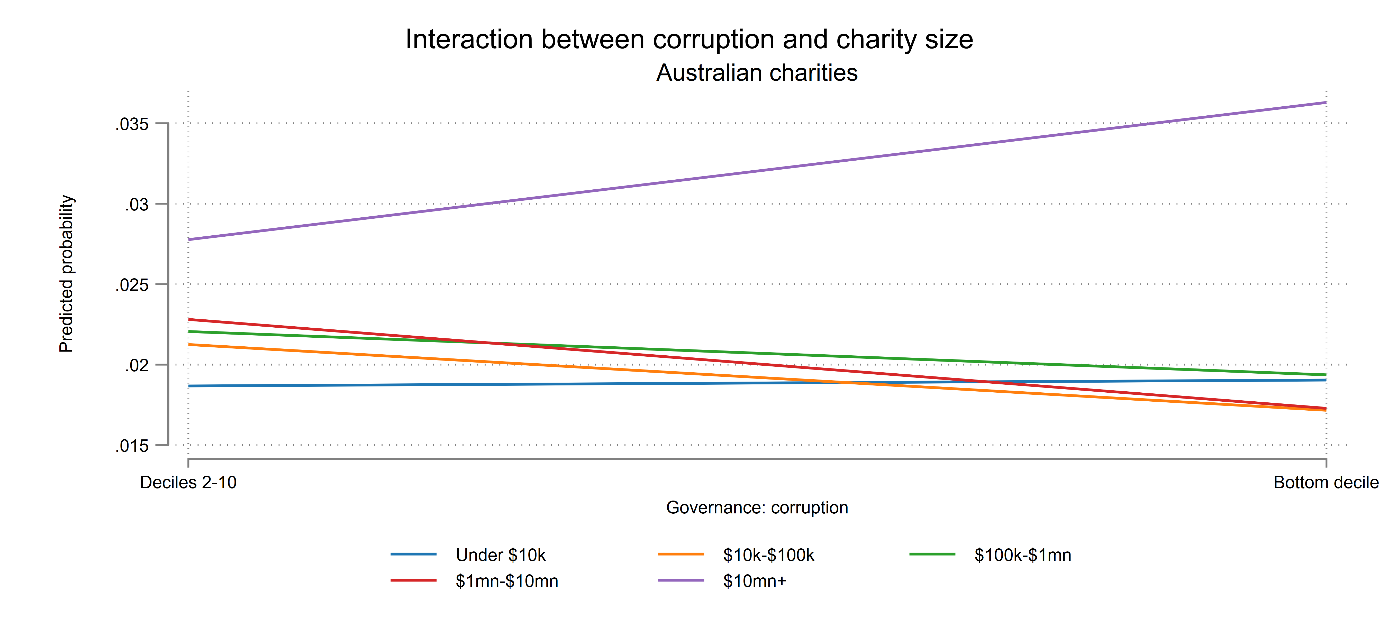 Interaction between corruption and charity size
Australian charities
Predicted probability
.035
.03
.025
.02
.015
Deciles 2-10
Bottom decile
Governance: corruption
Under $10k
$10k-$100k
$100k-$1mn
$1mn-$10mn
$10mn+